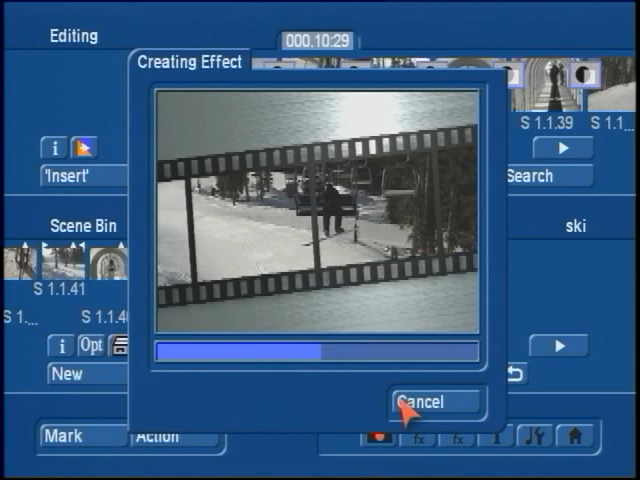 Editing
000.10:29
Creating Effect
S 1.1.39
S 1.1...
i
'Insert'
Search
Scene Bin
ski
S 1.1.41
S 1....
S 1.1.40
i
Opt
New
Cancel
Mark
Action
fx
fx